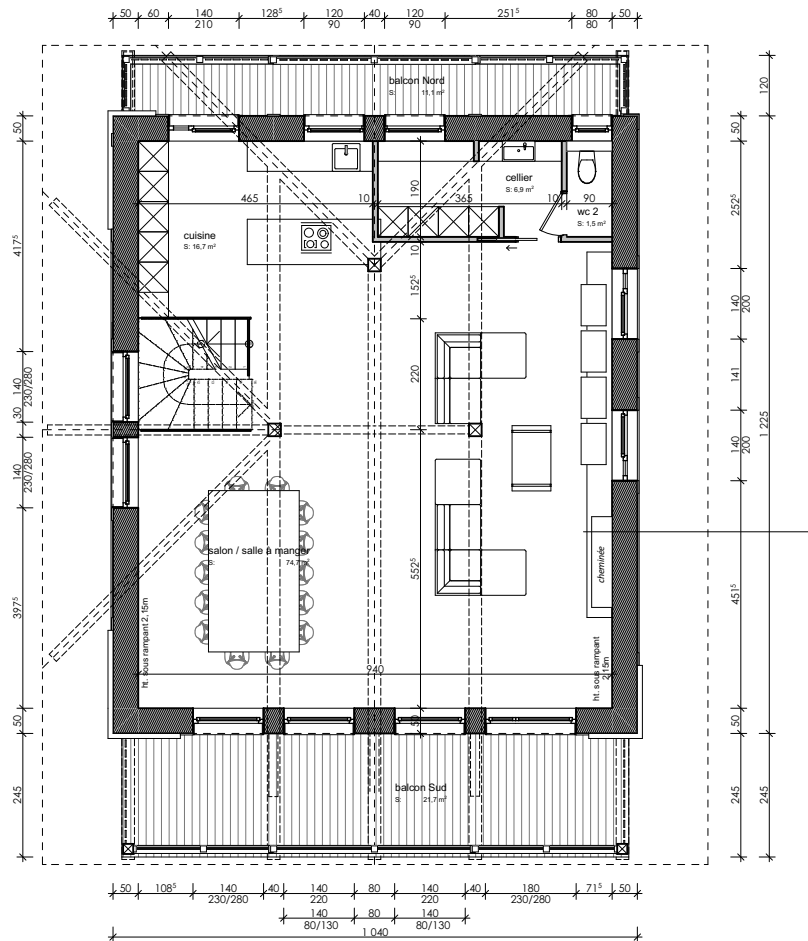 50 60 140 128⁵ 120 40 120 251⁵ 80 50
210 90 90 80
balcon Nord
S: 11,1 m²
120
50
50
cellier
S: 6,9 m²
190
252⁵
465 10 365 10 90
wc 2
S: 1,5 m²
cuisine
S: 16,7 m²
417⁵
10
152⁵
140
200
220
141
140
230/280
30
140
200
1 225
140
230/280
salon / salle à manger
S: 74,7 m²
cheminée
552⁵
397⁵
451⁵
ht. sous rampant 2,15m
ht. sous rampant
2,15m
940
50
50
50
balcon Sud
S: 21,7 m²
245
245
245
50 108⁵ 140 40 140 80 140 40 180 71⁵ 50
230/280 220 220 230/280
140 80 140
80/130 80/130
1 040